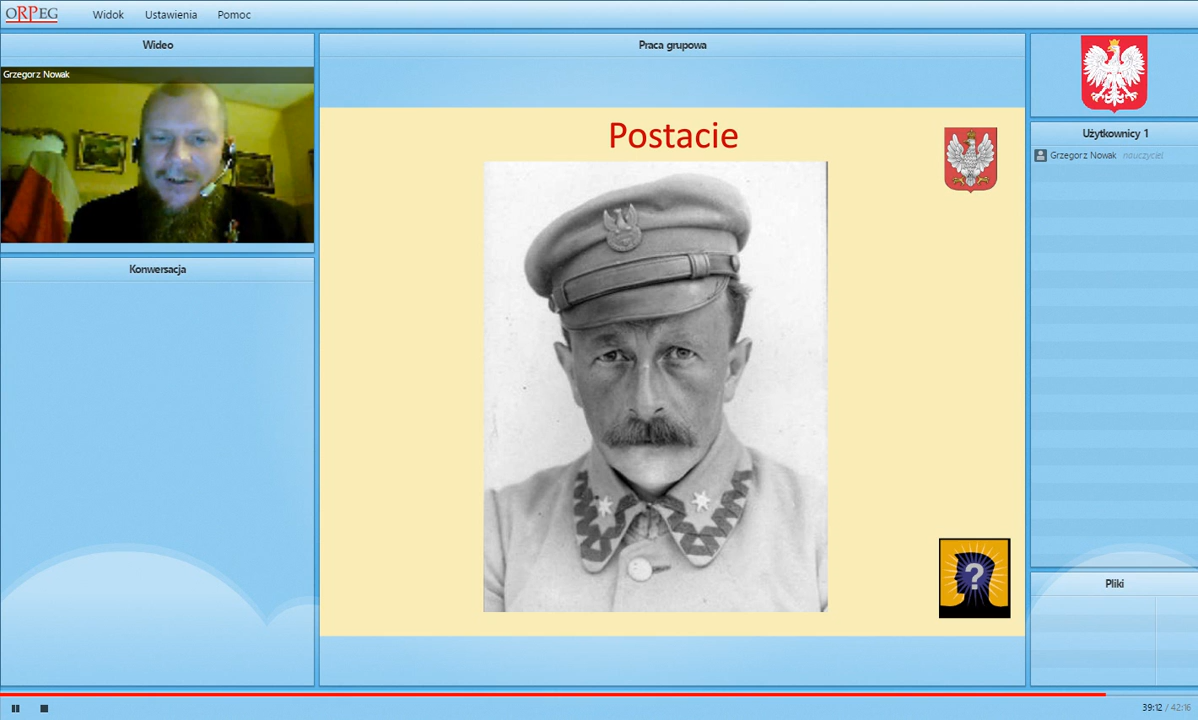 ORPEG
Widok
Ustawienia
Pomoc
Wideo
Grzegorz Nowak
Konwersacja
Praca grupowa
Postacie
?
Użytkownicy 1
Grzegorz Nowak nauczyciel
Pliki
39:12 / 42:16